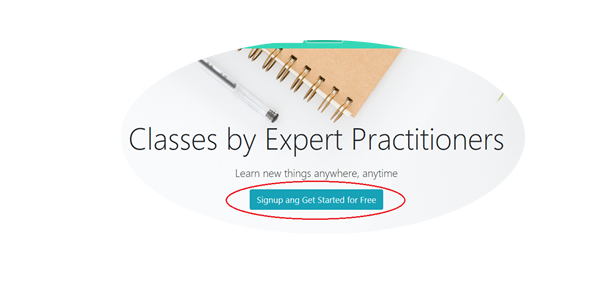 Classes by Expert Practitioners
Learn new things anywhere, anytime
Signup ang Get Started for Free